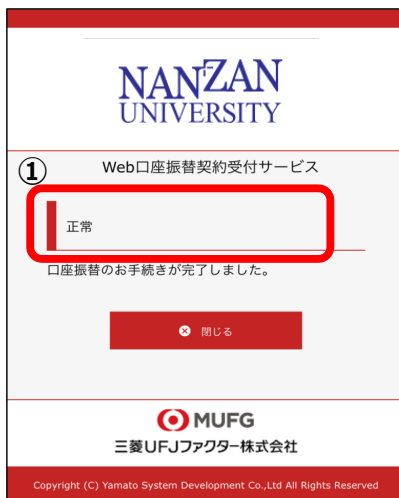 NANZAN
UNIVERSITY
① Web口座振替契約受付サービス
正常
口座振替のお手続きが完了しました。
閉じる
MUFG
三菱UFJファクター株式会社
Copyright (C) Yamato System Development Co.,Ltd All Rights Reserved